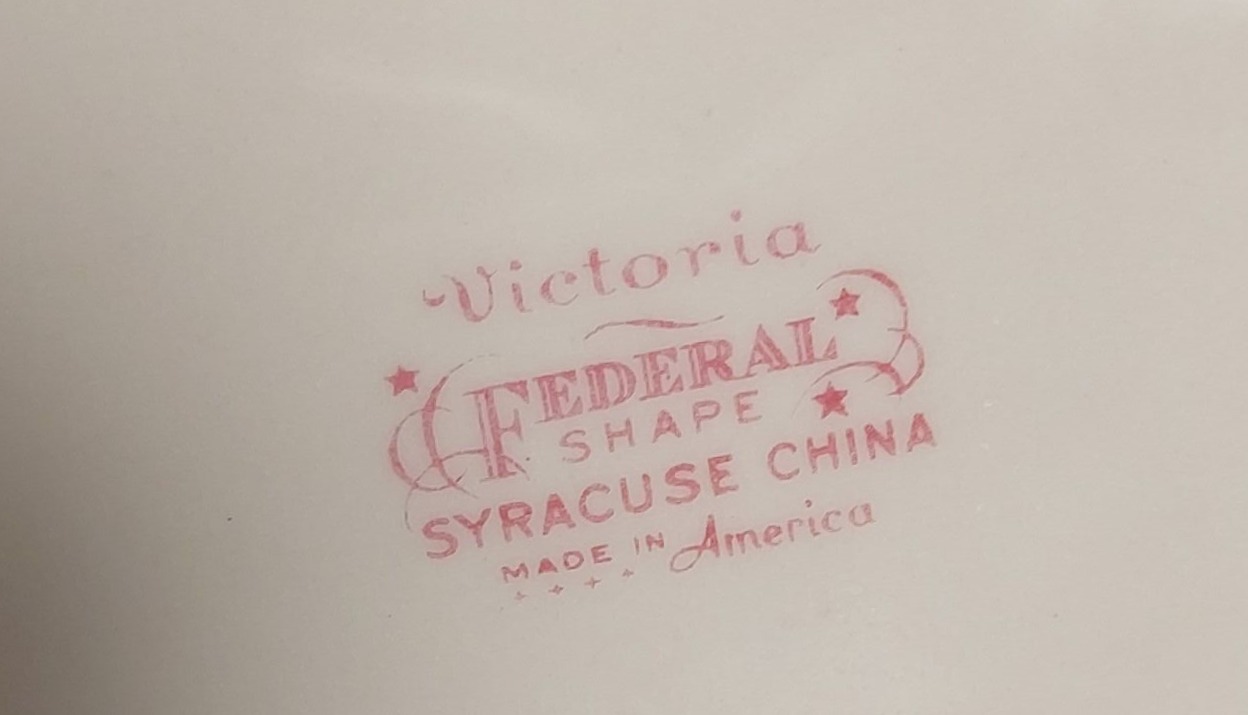 Victoria
FEDERAL
SHAPE
SYRACUSE CHINA
MADE IN America